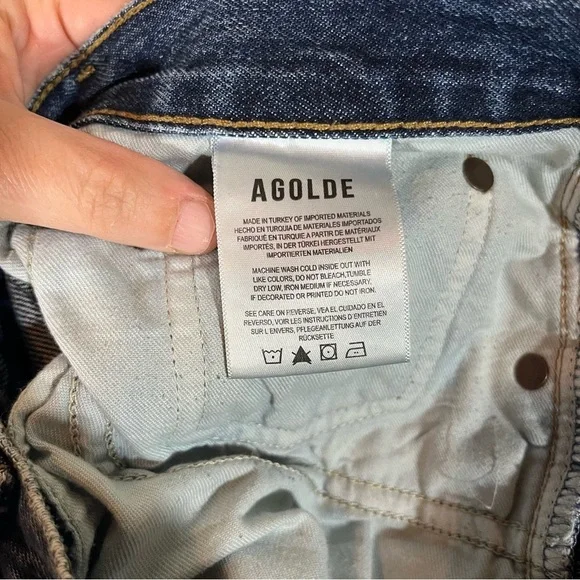 AGOLDE
MADE IN TURKEY OF IMPORTED MATERIALS
HECHO EN TURQUIA DE MATERIALES IMPORTADOS
FABRIQUÉ EN TURQUIE A PARTIR DE MATÉRIAUX
IMPORTÉS, IN DER TÜRKEI HERGESTELLT MIT
IMPORTIERTEN MATERIALIEN
MACHINE WASH COLD INSIDE OUT WITH
LIKE COLORS, DO NOT BLEACH,TUMBLE
DRY LOW, IRON MEDIUM IF NECESSARY.
IF DECORATED OR PRINTED DO NOT IRON.
SEE CARE ON REVERSE, VEA EL CUIDADO EN EL
REVERSO, VOIR LES INSTRUCTIONS D'ENTRETIEN
SUR L ENVERS, PFLEGEANLEITUNG AUF DER
RÜCKSETTE